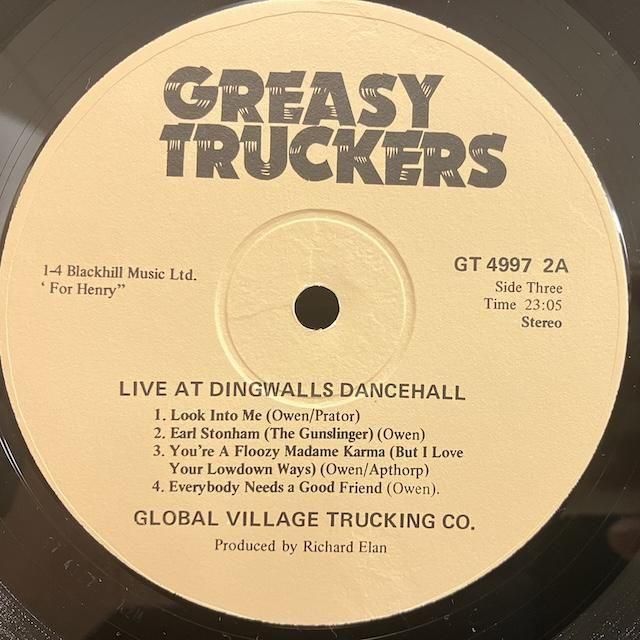 GREASY
TRUCKERS
1-4 Blackhill Music Ltd.
‘ For Henry”
GT 4997 2A
Side Three
Time 23:05
Stereo
LIVE AT DINGWALLS DANCEHALL
1. Look Into Me (Owen/Prator)
2. Earl Stonham (The Gunslinger) (Owen)
3. You're A Floozy Madame Karma (But I Love
Your Lowdown Ways) (Owen/Apthorp)
4. Everybody Needs a Good Friend (Owen).
GLOBAL VILLAGE TRUCKING CO.
Produced by Richard Elan